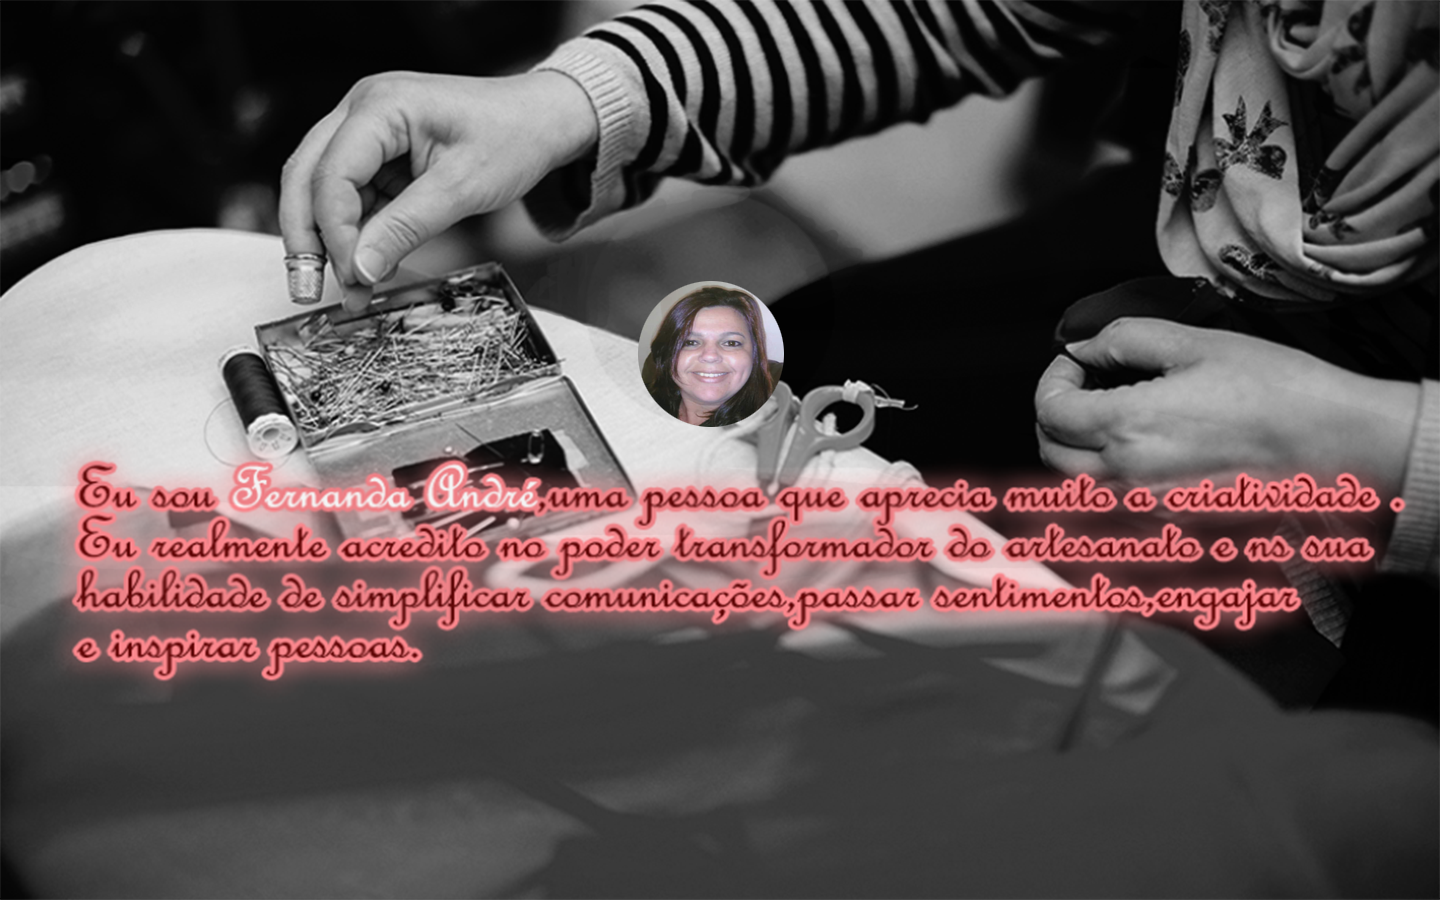 Eu sou Fernanda André,uma pessoa que aprecia muito a criatividade .
Eu realmente acredito no poder transformador do artesanato e ns sua
habilidade de simplificar comunicações,passar sentimentos,engajar
e inspirar pessoas.